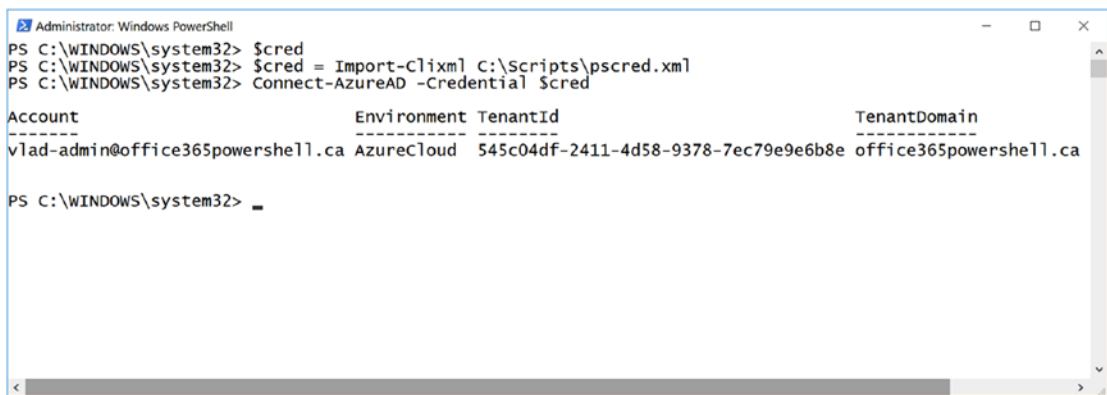 Administrator: Windows PowerShell
PS C:\WINDOWS\system32> $cred
PS C:\WINDOWS\system32> $cred = Import-Clixml C:\Scripts\pscred.xml
PS C:\WINDOWS\system32> Connect-AzureAD -Credential $cred
Account Environment TenantId TenantDomain
------- ----------- -------- ------------
vlad-admin@office365powershell.ca AzureCloud 545c04df-2411-4d58-9378-7ec79e9e6b8e office365powershell.ca
PS C:\WINDOWS\system32> _